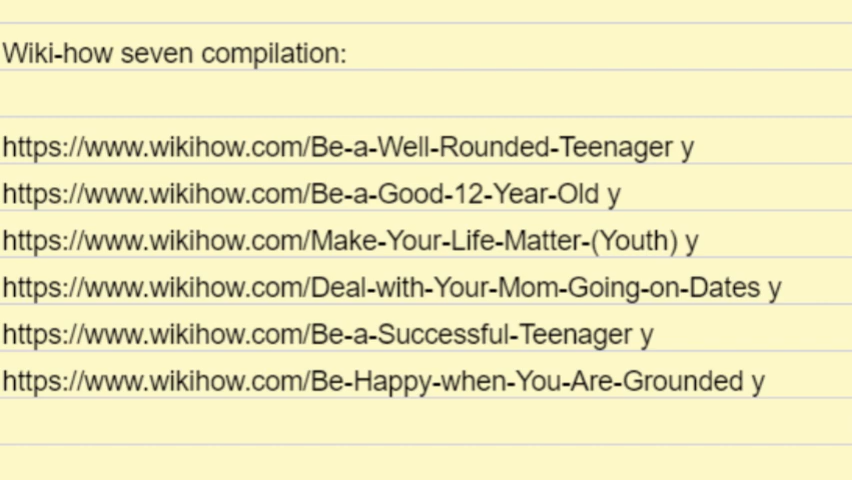 Wiki-how seven compilation:
https://www.wikihow.com/Be-a-Well-Rounded-Teenager y
https://www.wikihow.com/Be-a-Good-12-Year-Old y
https://www.wikihow.com/Make-Your-Life-Matter-(Youth) y
https://www.wikihow.com/Deal-with-Your-Mom-Going-on-Dates y
https://www.wikihow.com/Be-a-Successful-Teenager y
https://www.wikihow.com/Be-Happy-when-You-Are-Grounded y